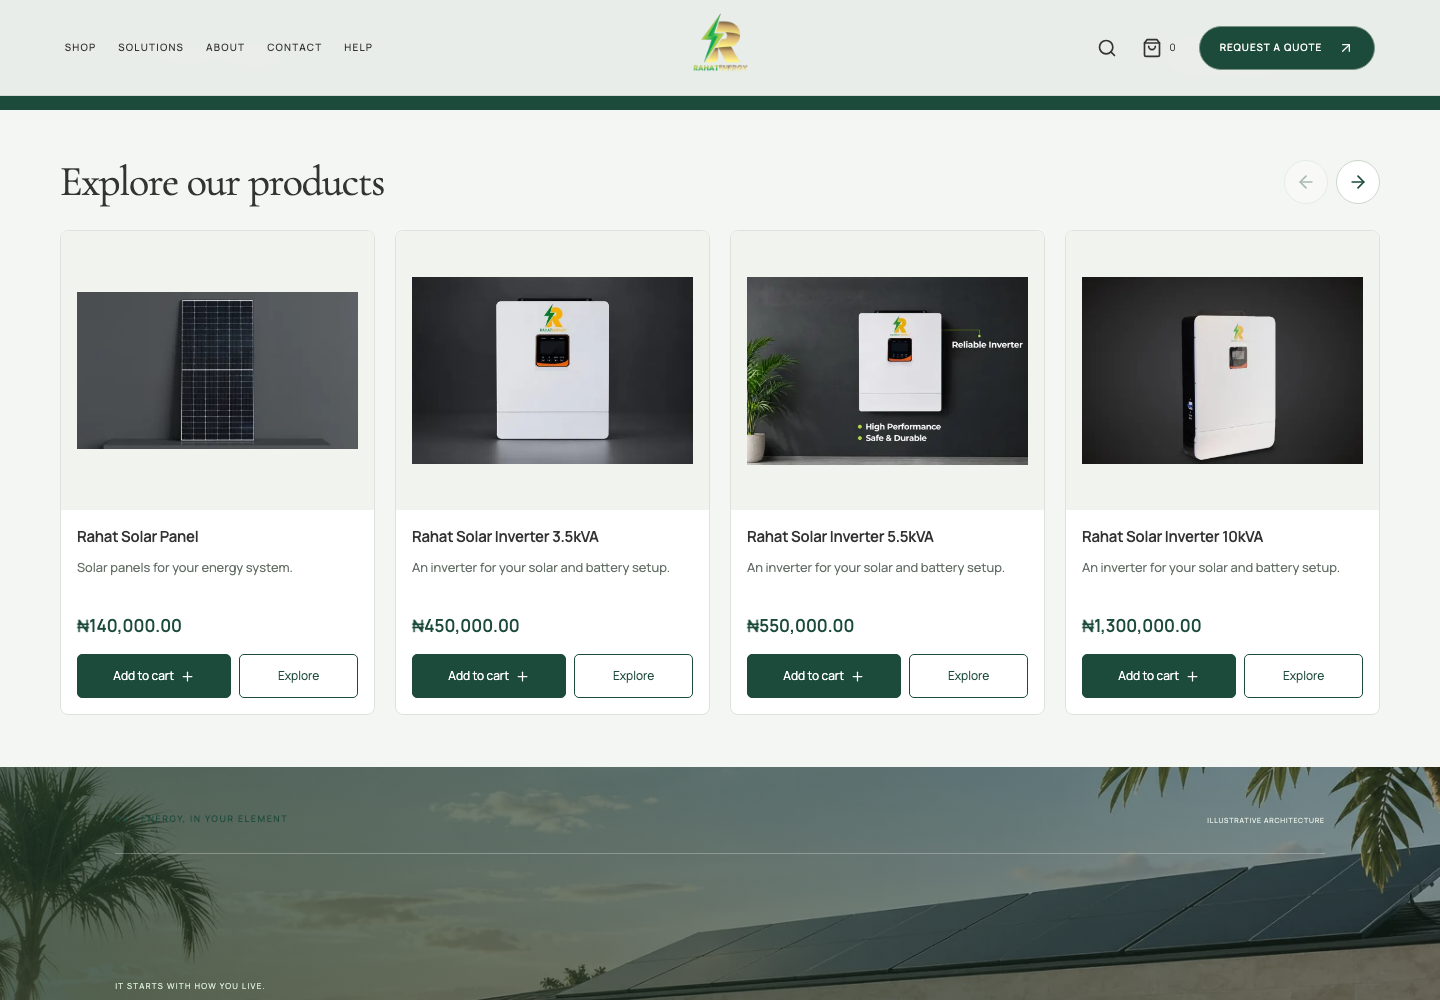 SHOP SOLUTIONS ABOUT CONTACT HELP
RAHATENERGY
0
REQUEST A QUOTE
Explore our products
RAHATENERGY
Reliable Inverter
High Performance
Safe & Durable
Rahat Solar Panel
Solar panels for your energy system.
₦140,000.00
Add to cart +
Explore
Rahat Solar Inverter 3.5kVA
An inverter for your solar and battery setup.
₦450,000.00
Add to cart +
Explore
Rahat Solar Inverter 5.5kVA
An inverter for your solar and battery setup.
₦550,000.00
Add to cart +
Explore
Rahat Solar Inverter 10kVA
An inverter for your solar and battery setup.
₦1,300,000.00
Add to cart +
Explore
ENERGY, IN YOUR ELEMENT
ILLUSTRATIVE ARCHITECTURE
IT STARTS WITH HOW YOU LIVE.